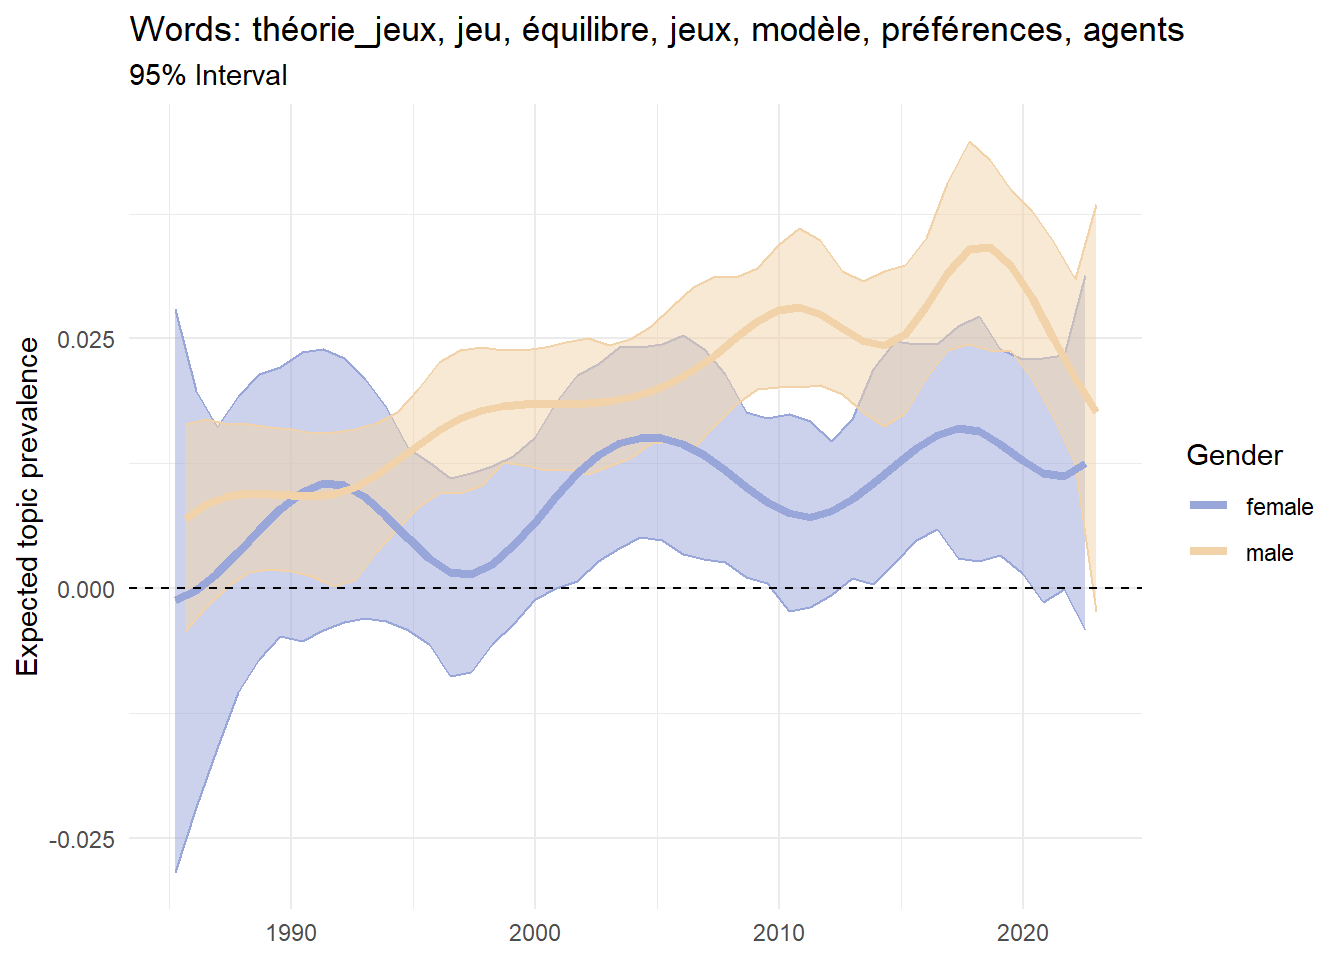 Words: théorie_jeux, jeu, équilibre, jeux, modèle, préférences, agents
95% Interval
Expected topic prevalence
0.025
0.000
-0.025
1990
2000
2010
2020
Gender
female
male